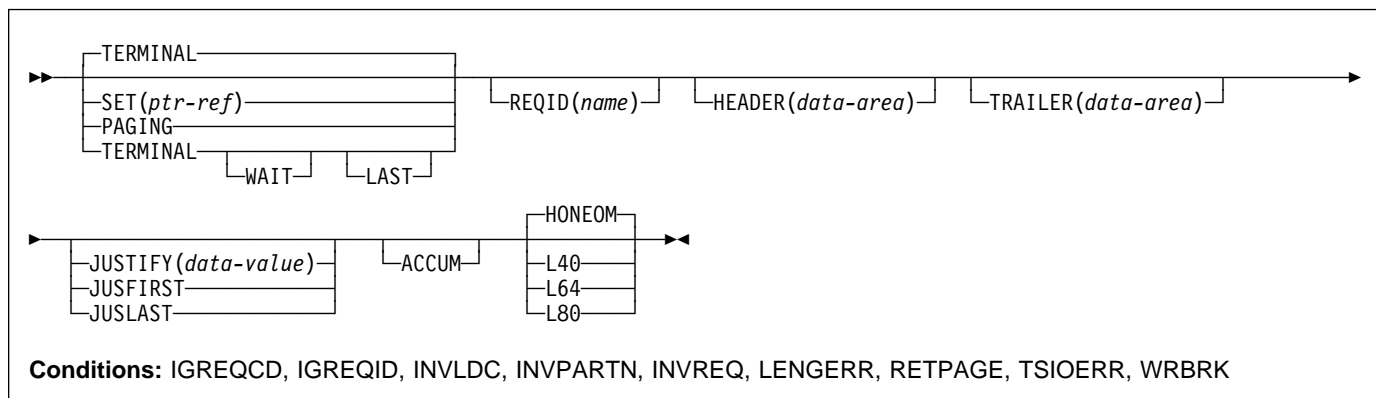 TERMINAL
SET(ptr-ref)
PAGING
TERMINAL
WAIT
LAST
REQID(name)
HEADER(data-area)
TRAILER(data-area)
HONEOM
JUSTIFY(data-value)
JUSFIRST
JUSLAST
ACCUM
L40
L64
L80
Conditions: IGREQCD, IGREQID, INVLDC, INVPARTN, INVREQ, LENGERR, RETPAGE, TSIOERR, WRBRK